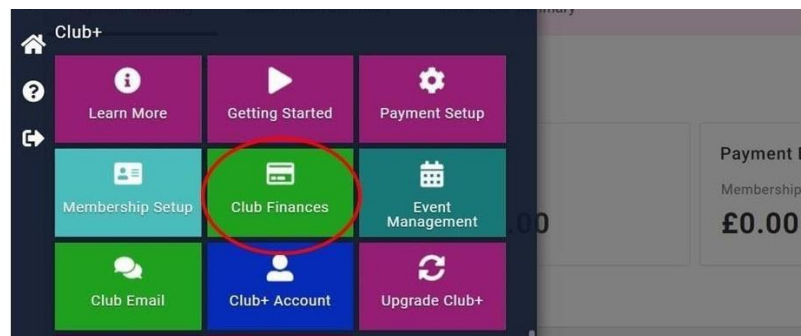 Club+
Learn More
Getting Started
Payment Setup
Membership Setup
Club Finances
Event
Management
Club Email
Club+ Account
Upgrade Club+
.00
Payment
Membership
£0.00